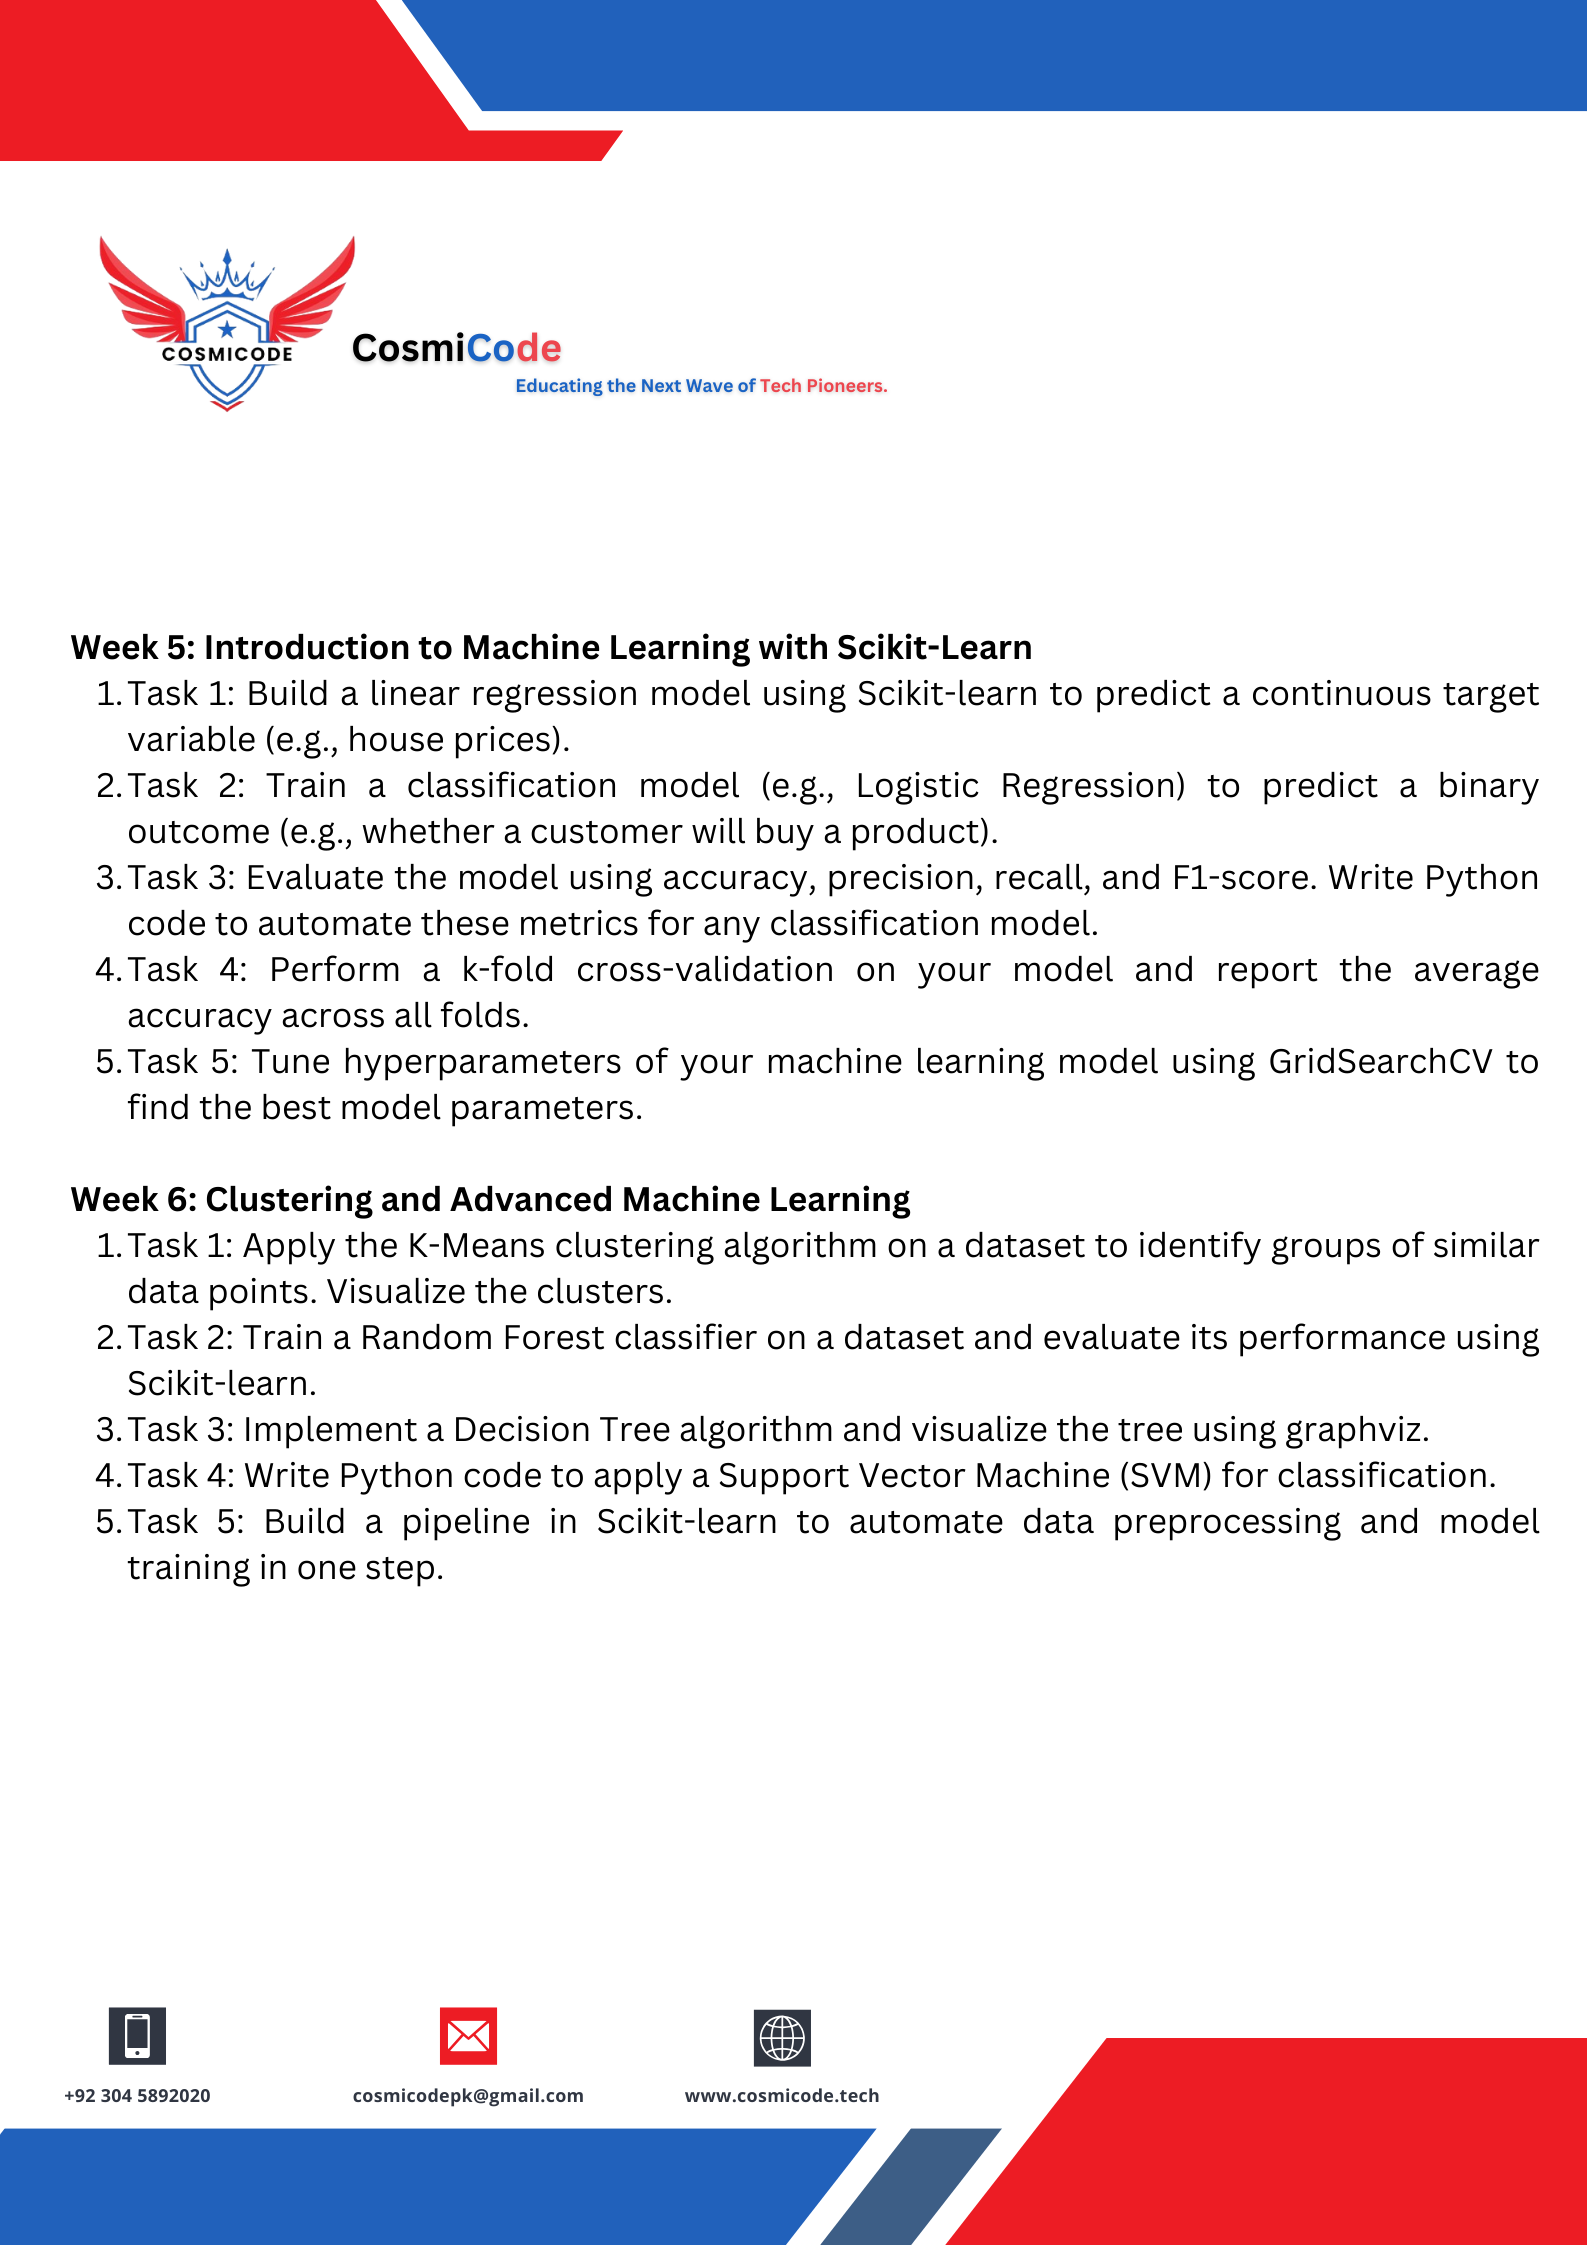 COSMICODE
CosmiCode
Educating the Next Wave of Tech Pioneers.
Week 5: Introduction to Machine Learning with Scikit-Learn
1. Task 1: Build a linear regression model using Scikit-learn to predict a continuous target
variable (e.g., house prices).
2. Task 2: Train a classification model (e.g., Logistic Regression) to predict a binary
outcome (e.g., whether a customer will buy a product).
3. Task 3: Evaluate the model using accuracy, precision, recall, and F1-score. Write Python
code to automate these metrics for any classification model.
4. Task 4: Perform a k-fold cross-validation on your model and report the average
accuracy across all folds.
5. Task 5: Tune hyperparameters of your machine learning model using GridSearchCV to
find the best model parameters.
Week 6: Clustering and Advanced Machine Learning
1. Task 1: Apply the K-Means clustering algorithm on a dataset to identify groups of similar
data points. Visualize the clusters.
2. Task 2: Train a Random Forest classifier on a dataset and evaluate its performance using
Scikit-learn.
3. Task 3: Implement a Decision Tree algorithm and visualize the tree using graphviz.
4. Task 4: Write Python code to apply a Support Vector Machine (SVM) for classification.
5. Task 5: Build a pipeline in Scikit-learn to automate data preprocessing and model
training in one step.
+92 304 5892020
cosmicodepk@gmail.com
www.cosmicode.tech